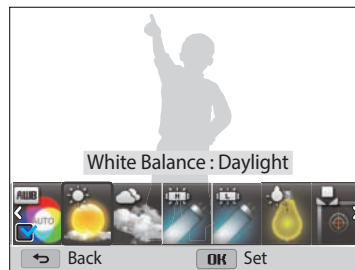 White Balance : Daylight
AWB
AUTO
H
L
Back
OK Set